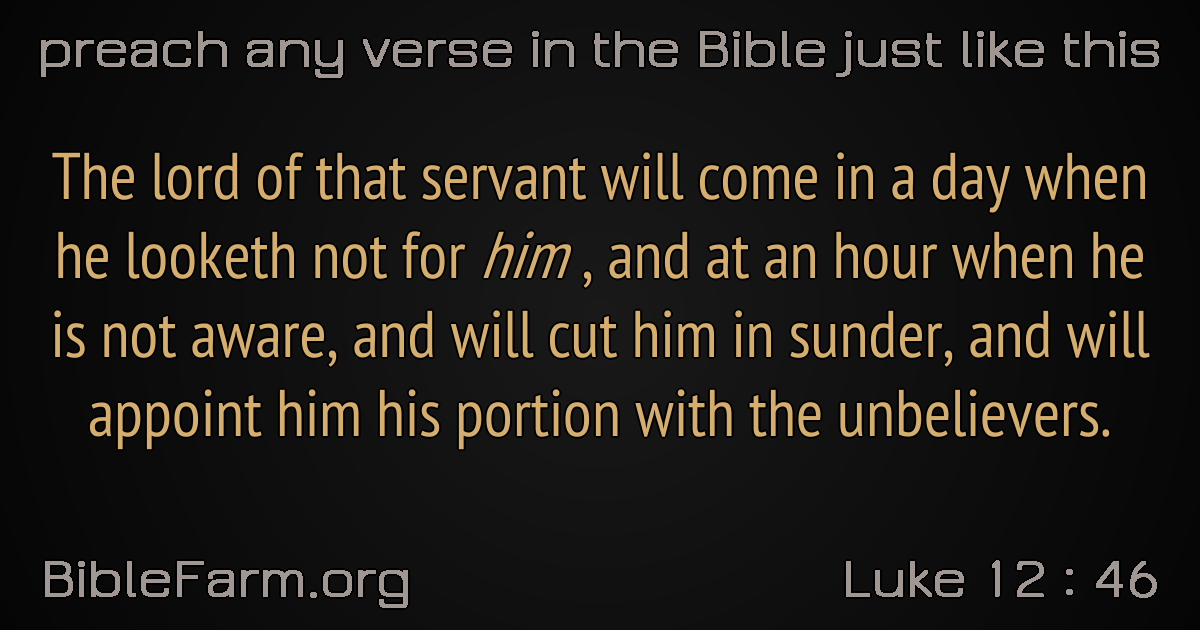 preach any verse in the Bible just like this
The lord of that servant will come in a day when
he looketh not for him , and at an hour when he
is not aware, and will cut him in sunder, and will
appoint him his portion with the unbelievers.
BibleFarm.org
Luke 12 : 46